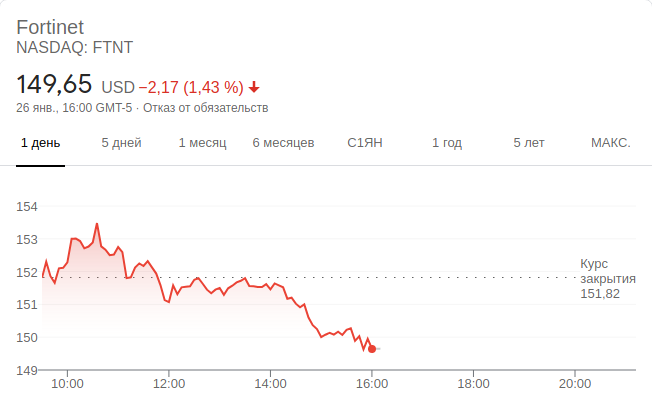 Fortinet
NASDAQ: FTNT
149,65 USD −2,17 (1,43 %)
26 янв., 16:00 GMT-5 · Отказ от обязательств
1 день 5 дней 1 месяц 6 месяцев С1ЯН 1 год 5 лет МАКС.
154
153
152
151
150
149
Курс
закрытия
151,82
10:00 12:00 14:00 16:00 18:00 20:00